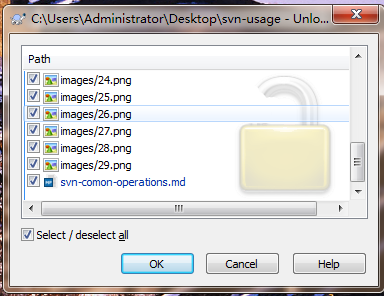 C:\Users\Administrator\Desktop\svn-usage - Unlo...
Path
images/24.png
images/25.png
images/26.png
images/27.png
images/28.png
images/29.png
svn-comon-operations.md
Select / deselect all
OK
Cancel
Help